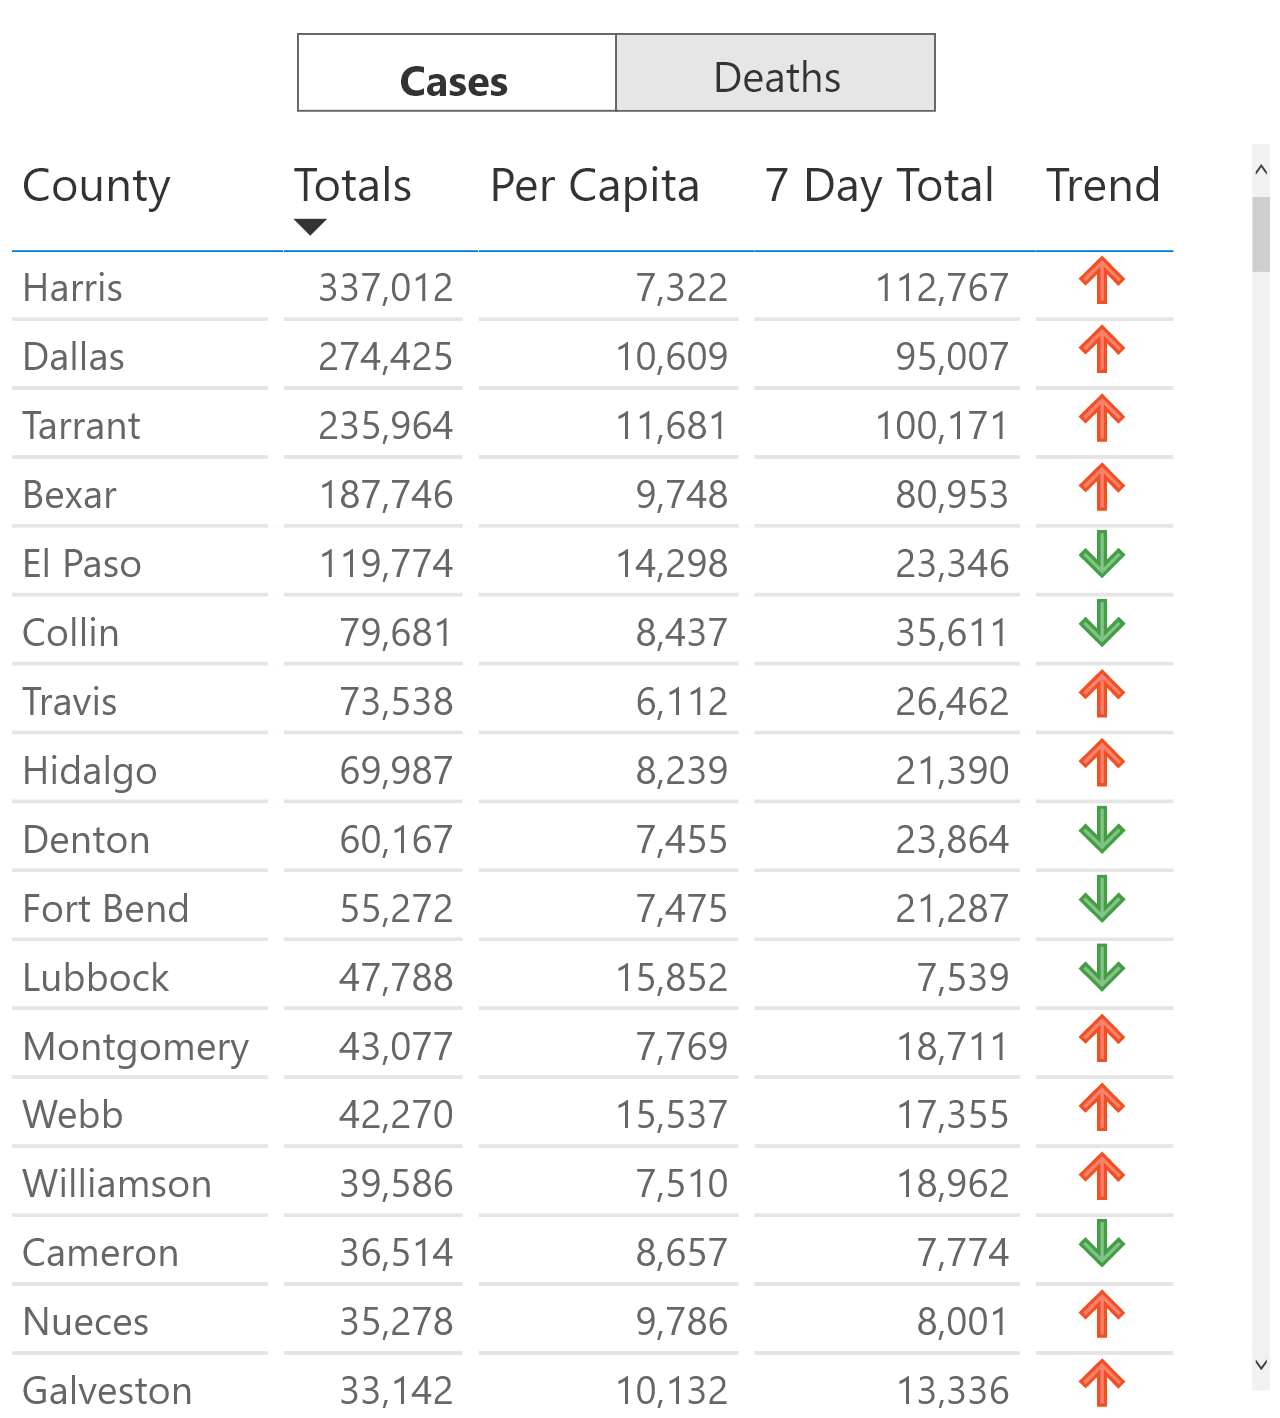 Cases Deaths
County Totals Per Capita 7 Day Total Trend
Harris 337,012 7,322 112,767
Dallas 274,425 10,609 95,007
Tarrant 235,964 11,681 100,171
Bexar 187,746 9,748 80,953
El Paso 119,774 14,298 23,346
Collin 79,681 8,437 35,611
Travis 73,538 6,112 26,462
Hidalgo 69,987 8,239 21,390
Denton 60,167 7,455 23,864
Fort Bend 55,272 7,475 21,287
Lubbock 47,788 15,852 7,539
Montgomery 43,077 7,769 18,711
Webb 42,270 15,537 17,355
Williamson 39,586 7,510 18,962
Cameron 36,514 8,657 7,774
Nueces 35,278 9,786 8,001
Galveston 33,142 10,132 13,336